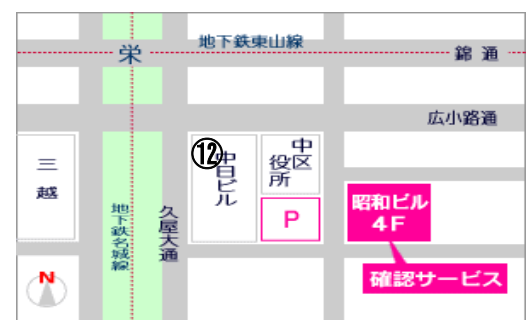 地下鉄東山線
栄
錦通
広小路通
三越
⑫
中日ビル
中区役所
P
昭和ビル
4F
地下鉄名城線
久屋大通
確認サービス
N